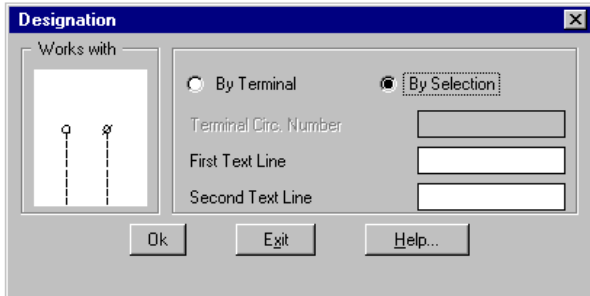 Designation
Works with
By Terminal
By Selection
Terminal Circ. Number
First Text Line
Second Text Line
Ok
Exit
Help...